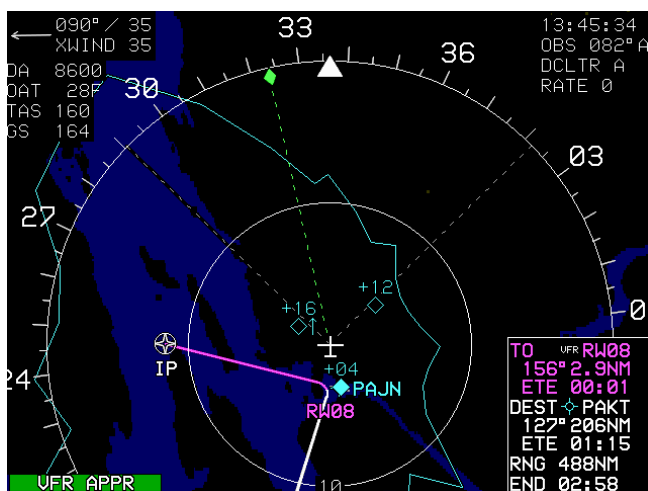 090° / 35
XWIND 35
DA 8600
OAT 28F
TAS 160
GS 164
13:45:34
OBS 082°A
DCLTR A
RATE 0
33
36
30
03
27
0
24
+12
+16
+04
IP
PAJN
RW08
10
VFR APPR
TO VFR RW08
156° 2.9NM
ETE 00:01
DEST PAKT
127° 206NM
ETE 01:15
RNG 488NM
END 02:58